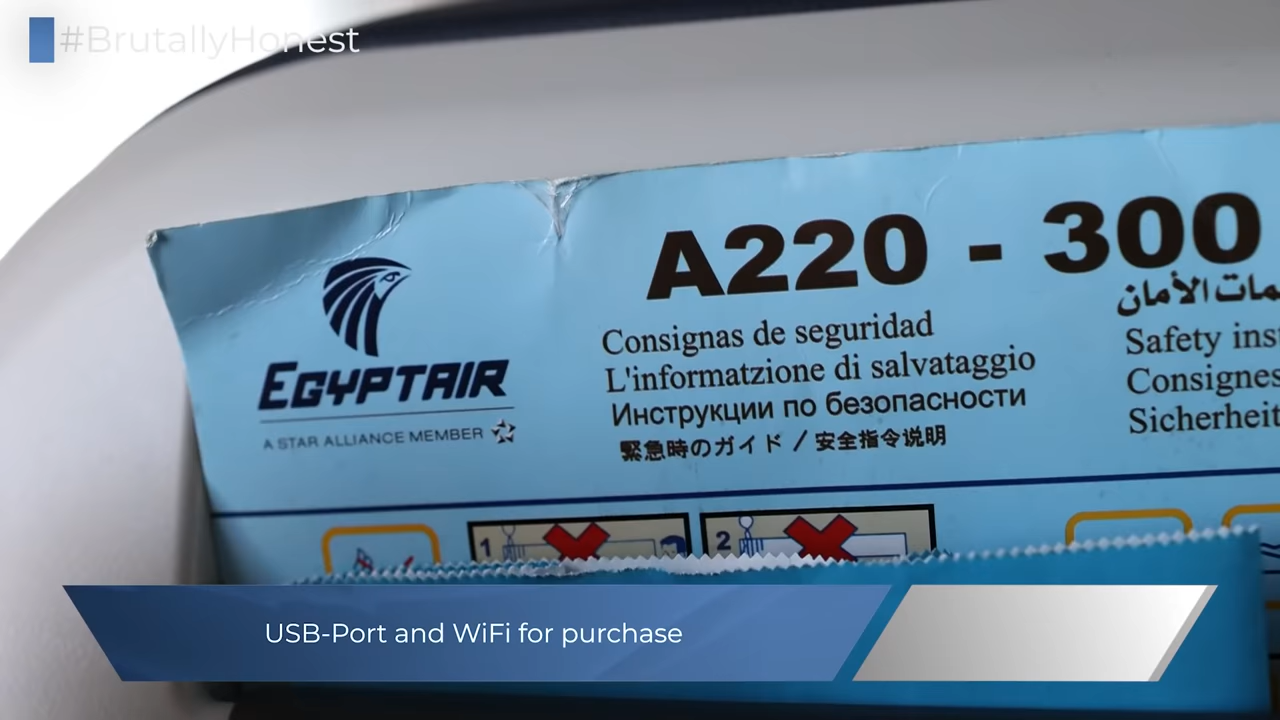 #BrutallyHonest
A220 - 300
EGYPTAIR
A STAR ALLIANCE MEMBER
Consignas de seguridad
L'informatzione di salvataggio
Инструкции по безопасности
緊急時のガイド / 安全指令说明
الأمان
Safety
Consignes
1
2
USB-Port and WiFi for purchase